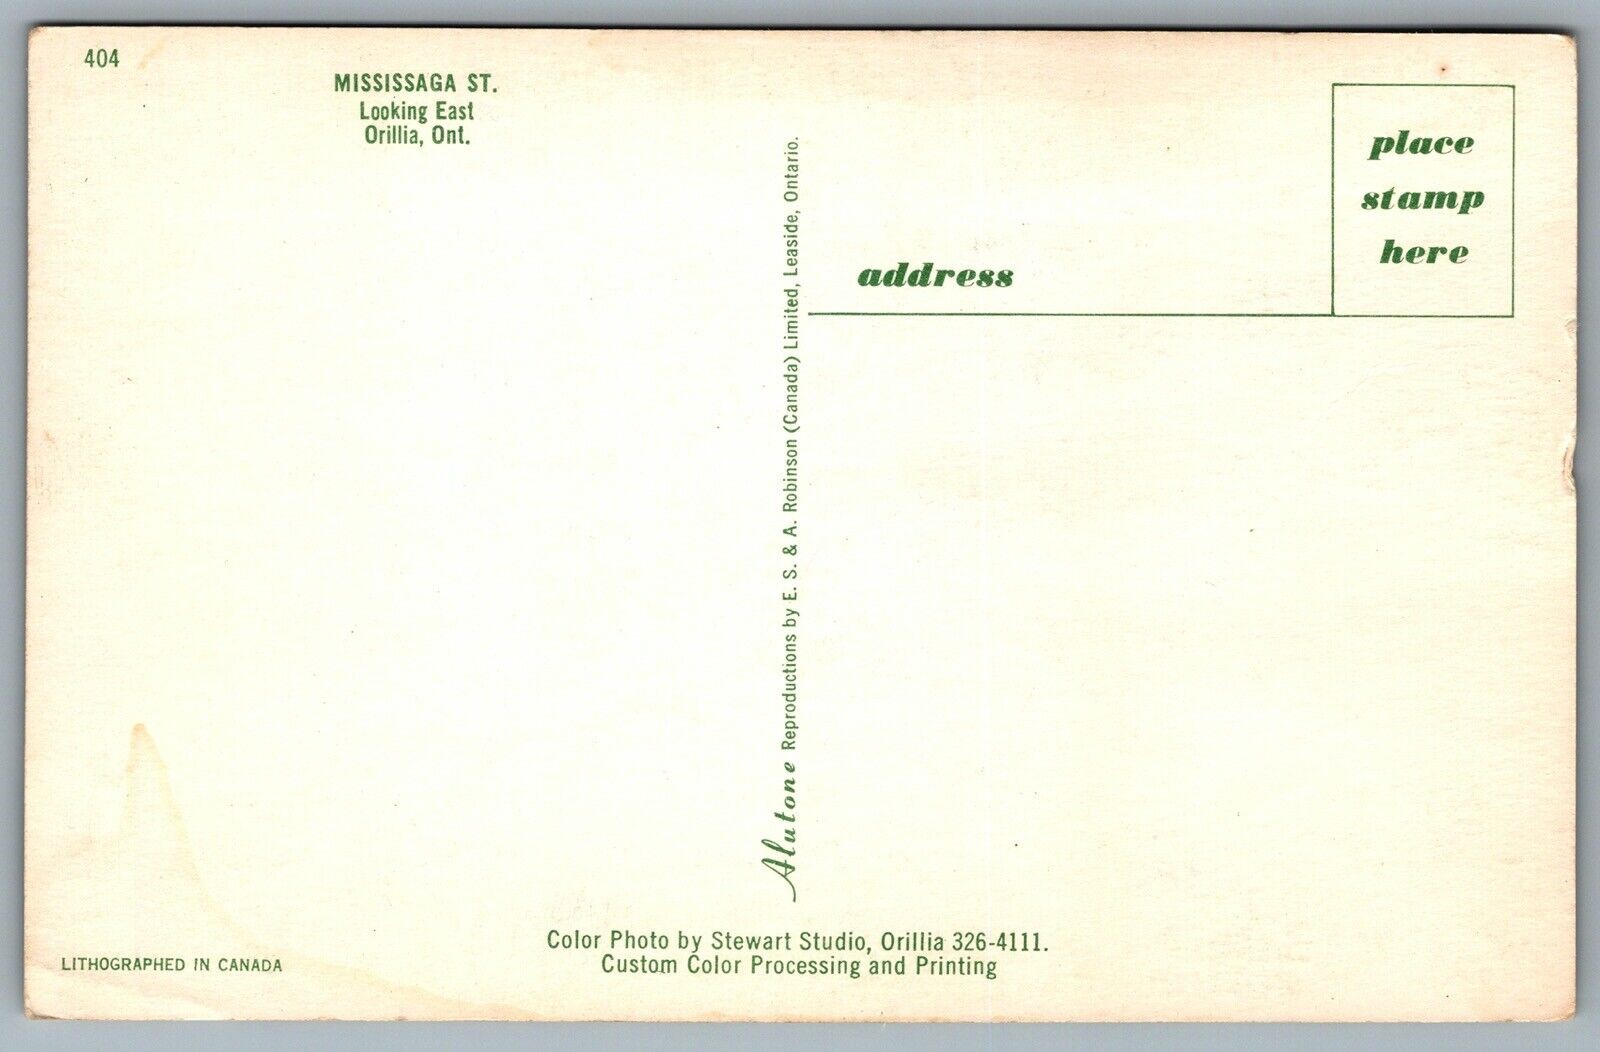 404
MISSISSAGA ST.
Looking East
Orillia, Ont.
place
stamp
here
address
Alutone Reproductions by E. S. & A. Robinson (Canada) Limited, Leaside, Ontario.
Color Photo by Stewart Studio, Orillia 326-4111.
Custom Color Processing and Printing
LITHOGRAPHED IN CANADA